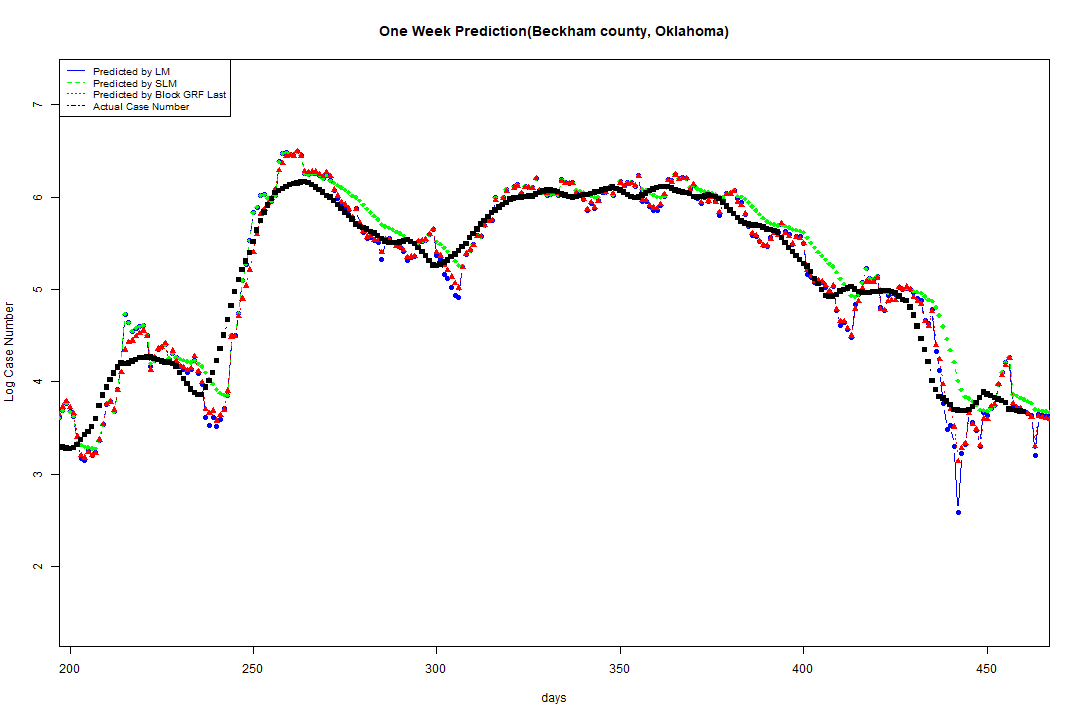 One Week Prediction(Beckham county, Oklahoma)
Predicted by LM
Predicted by SLM
Predicted by Block GRF Last
Actual Case Number
7
6
5
4
3
2
Log Case Number
200 250 300 350 400 450
days